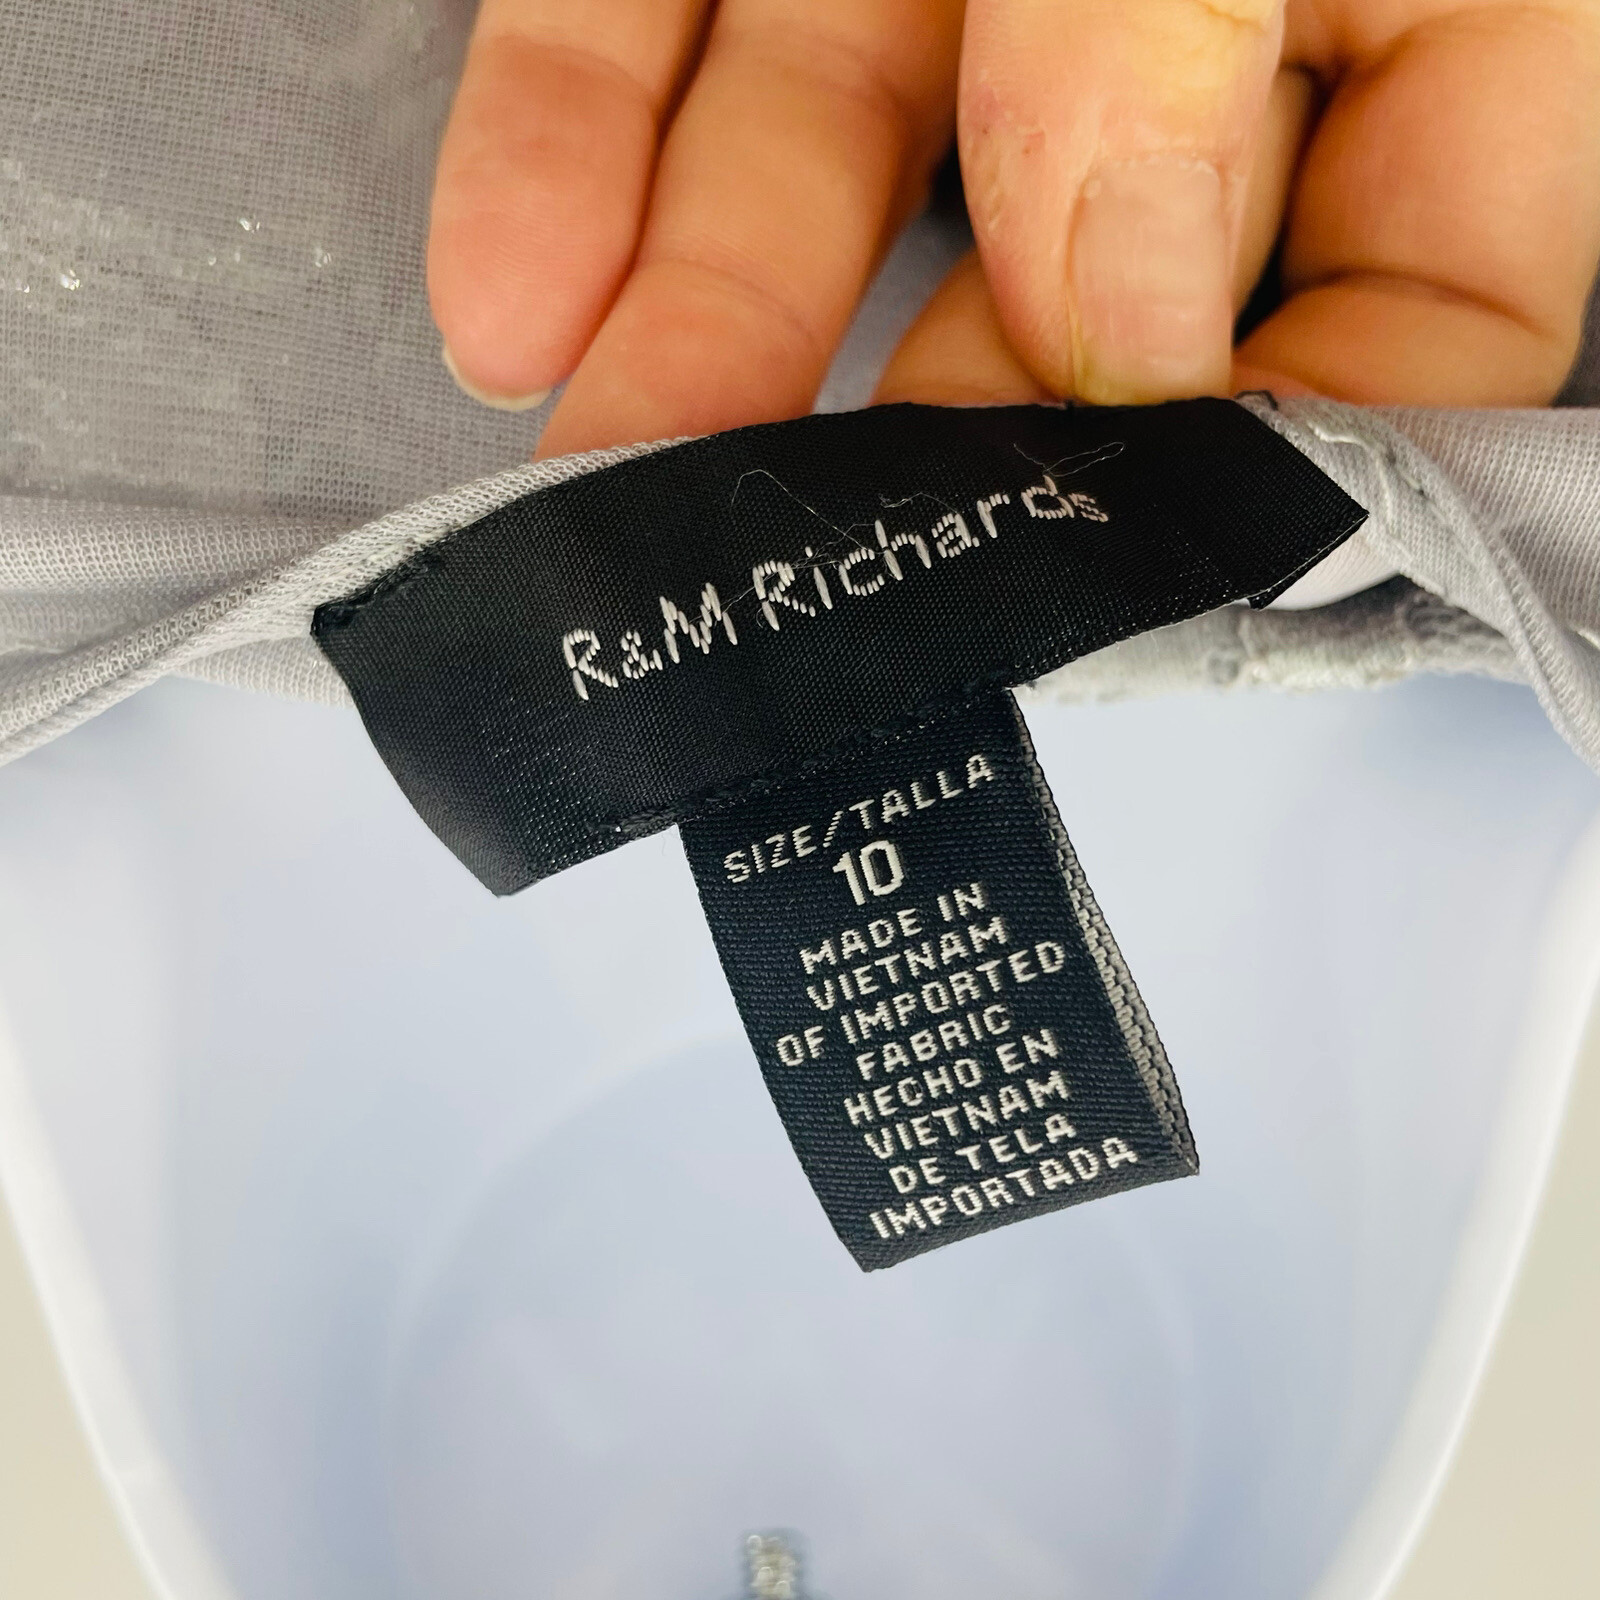 R&M Richards
SIZE/TALLA
10
MADE IN
VIETNAM
OF IMPORTED
FABRIC
HECHO EN
VIETNAM
DE TELA
IMPORTADA